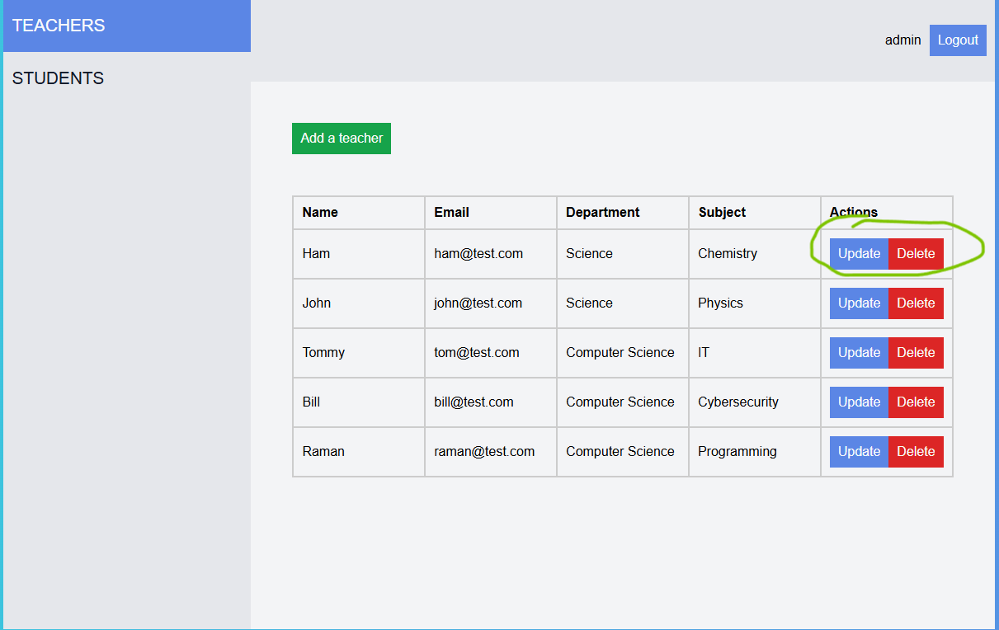 TEACHERS
STUDENTS
admin Logout
Add a teacher
Name Email Department Subject Actions
Ham ham@test.com Science Chemistry Update Delete
John john@test.com Science Physics Update Delete
Tommy tom@test.com Computer Science IT Update Delete
Bill bill@test.com Computer Science Cybersecurity Update Delete
Raman raman@test.com Computer Science Programming Update Delete